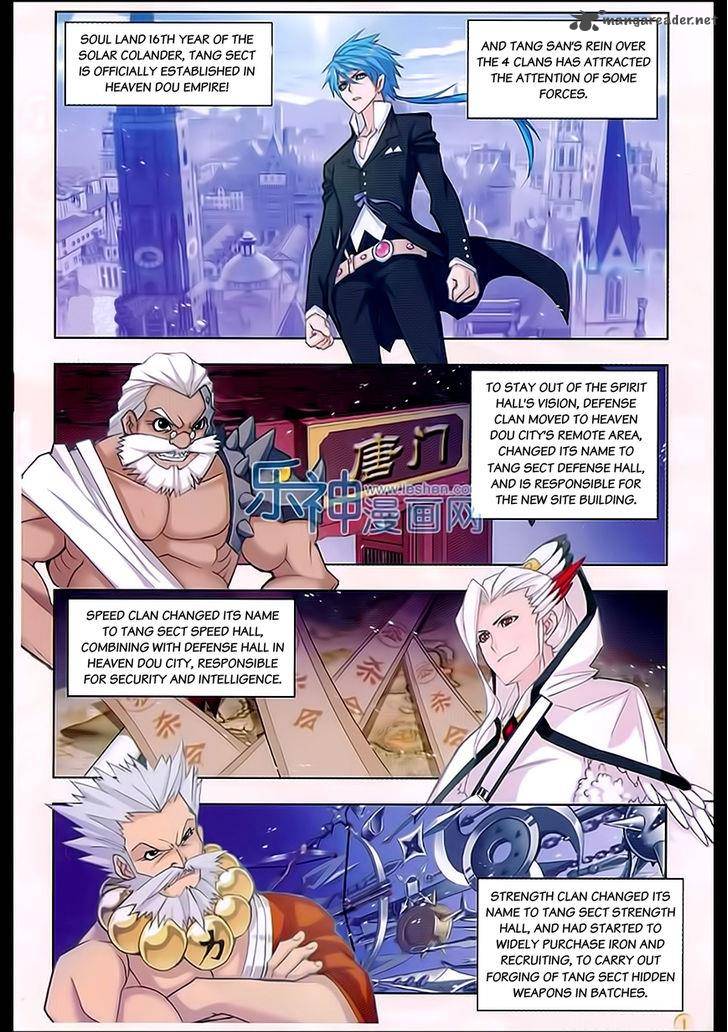 mangareader.net
SOUL LAND 16TH YEAR OF THE
SOLAR COLANDER, TANG SECT
IS OFFICIALLY ESTABLISHED IN
HEAVEN DOU EMPIRE!
AND TANG SAN'S REIN OVER
THE 4 CLANS HAS ATTRACTED
THE ATTENTION OF SOME
FORCES.
TO STAY OUT OF THE SPIRIT
HALL'S VISION, DEFENSE
CLAN MOVED TO HEAVEN
DOU CITY'S REMOTE AREA,
CHANGED ITS NAME TO
TANG SECT DEFENSE HALL,
AND IS RESPONSIBLE FOR
THE NEW SITE BUILDING.
唐门
www.leshen.com
乐神漫画网
SPEED CLAN CHANGED ITS NAME
TO TANG SECT SPEED HALL,
COMBINING WITH DEFENSE HALL IN
HEAVEN DOU CITY, RESPONSIBLE
FOR SECURITY AND INTELLIGENCE.
力
STRENGTH CLAN CHANGED ITS
NAME TO TANG SECT STRENGTH
HALL, AND HAD STARTED TO
WIDELY PURCHASE IRON AND
RECRUITING, TO CARRY OUT
FORGING OF TANG SECT HIDDEN
WEAPONS IN BATCHES.
1